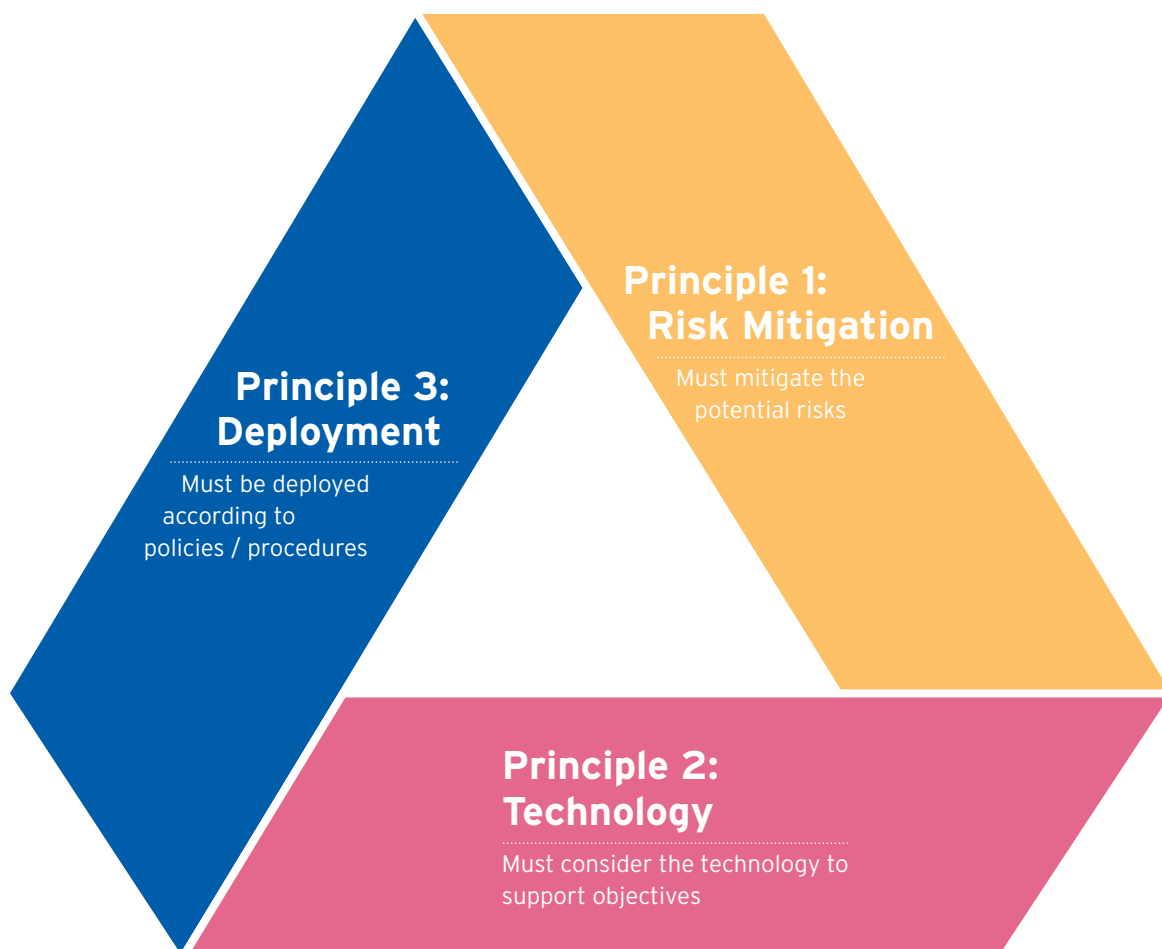 Principle 1:
Risk Mitigation
Must mitigate the
potential risks
Principle 3:
Deployment
Must be deployed
according to
policies / procedures
Principle 2:
Technology
Must consider the technology to
support objectives